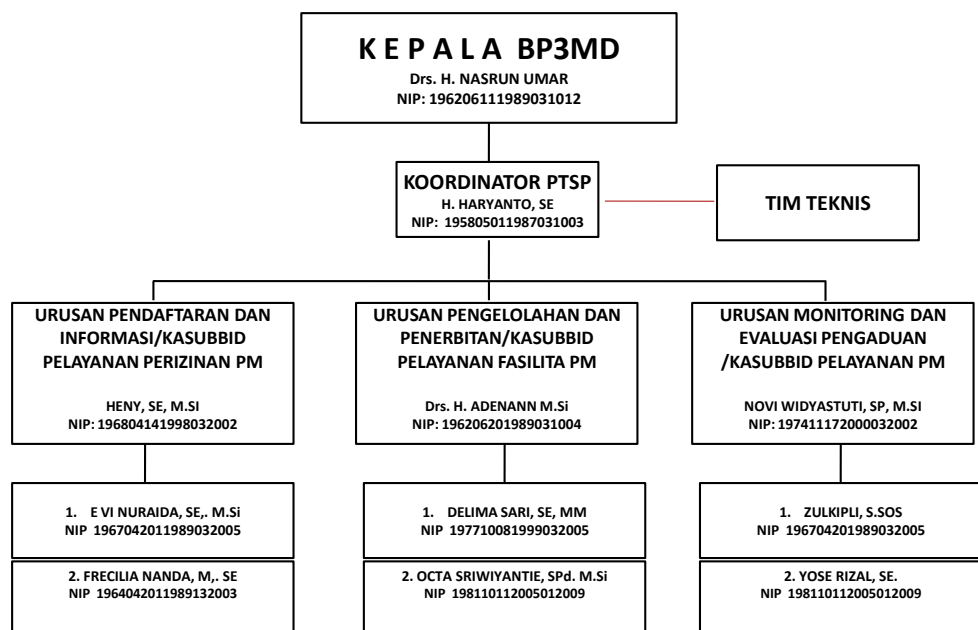 K E P A L A BP3MD
Drs. H. NASRUN UMAR
NIP: 196206111989031012
KOORDINATOR PTSP
H. HARYANTO, SE
NIP: 195805011987031003
TIM TEKNIS
URUSAN PENDAFTARAN DAN
INFORMASI/KASUBBID
PELAYANAN PERIZINAN PM
HENY, SE, M.SI
NIP: 196804141998032002
URUSAN PENGELOLAHAN DAN
PENERBITAN/KASUBBID
PELAYANAN FASILITA PM
Drs. H. ADENANN M.Si
NIP: 196206201989031004
URUSAN MONITORING DAN
EVALUASI PENGADUAN
/KASUBBID PELAYANAN PM
NOVI WIDYASTUTI, SP, M.SI
NIP: 197411172000032002
1. E VI NURAIDA, SE,. M.Si
NIP 1967042011989032005
2. FRECILIA NANDA, M,. SE
NIP 1964042011989132003
1. DELIMA SARI, SE, MM
NIP 197710081999032005
2. OCTA SRIWIYANTIE, SPd. M.Si
NIP 198110112005012009
1. ZULKIPLI, S.SOS
NIP 196704201989032005
2. YOSE RIZAL, SE.
NIP 198110112005012009